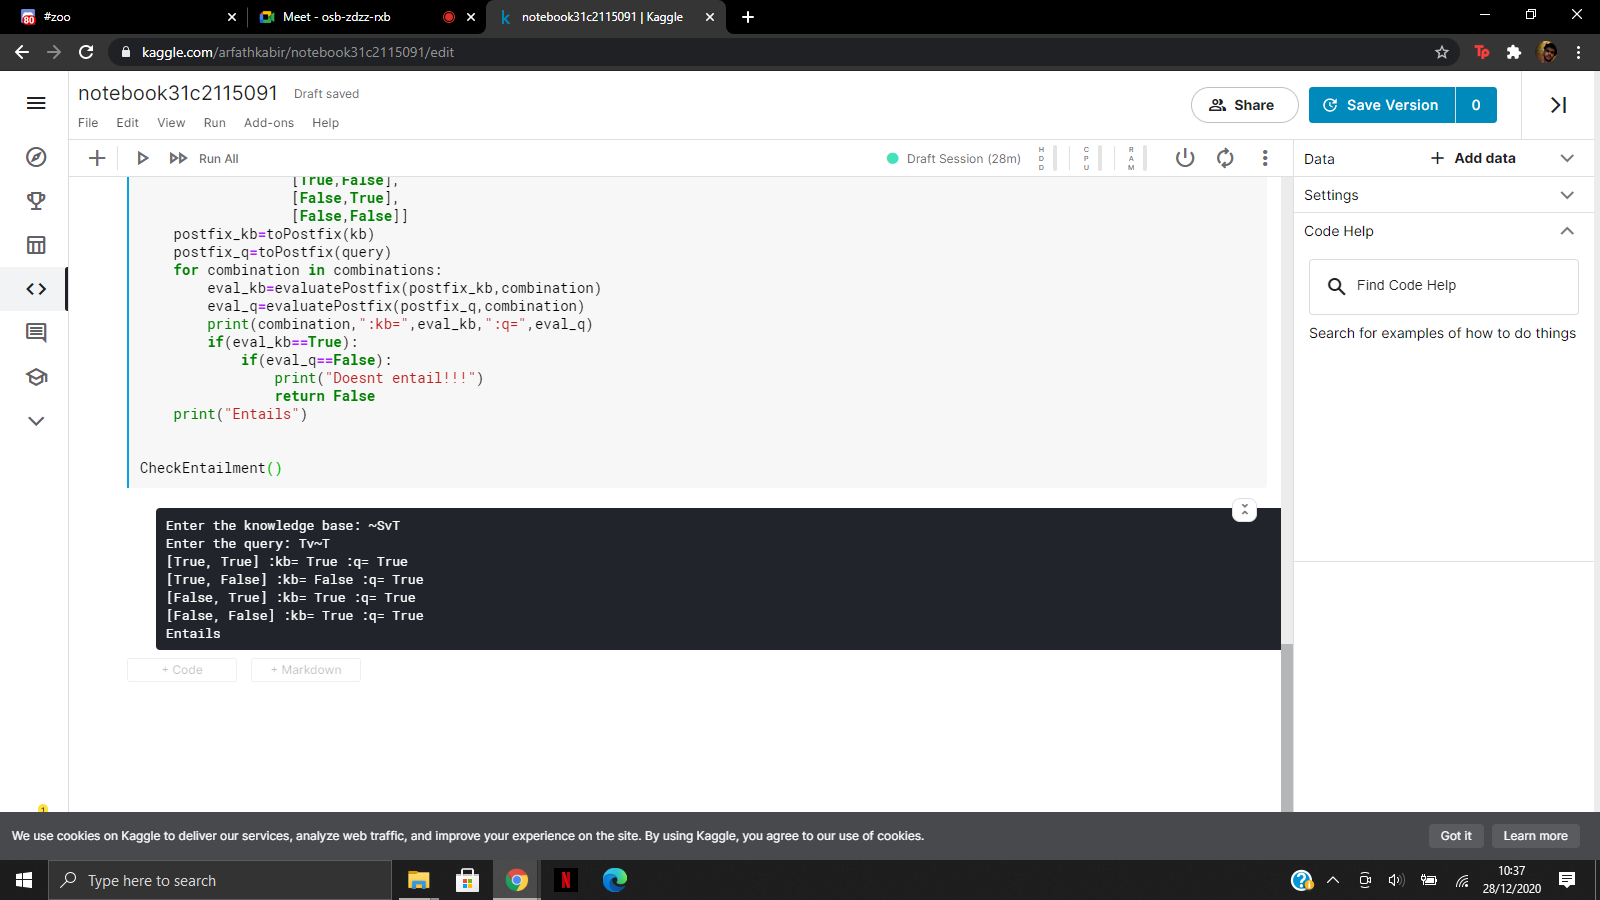 #zoo
Meet - osb-zdzz-rxb
notebook31c2115091 | Kaggle
kaggle.com/arfathkabir/notebook31c2115091/edit
notebook31c2115091 Draft saved
File Edit View Run Add-ons Help
Share
Save Version 0
Run All
Draft Session (28m)
HDD
CPU
RAM
Data
Add data
Settings
Code Help
Find Code Help
Search for examples of how to do things
[True,False],
[False,True],
[False,False]]
postfix_kb=toPostfix(kb)
postfix_q=toPostfix(query)
for combination in combinations:
eval_kb=evaluatePostfix(postfix_kb,combination)
eval_q=evaluatePostfix(postfix_q,combination)
print(combination,":kb=",eval_kb,":q=",eval_q)
if(eval_kb==True):
if(eval_q==False):
print("Doesnt entail!!!")
return False
print("Entails")
CheckEntailment()
Enter the knowledge base: ~SvT
Enter the query: Tv~T
[True, True] :kb= True :q= True
[True, False] :kb= False :q= True
[False, True] :kb= True :q= True
[False, False] :kb= True :q= True
Entails
+ Code
+ Markdown
1
We use cookies on Kaggle to deliver our services, analyze web traffic, and improve your experience on the site. By using Kaggle, you agree to our use of cookies.
Got it
Learn more
Type here to search
10:37
28/12/2020